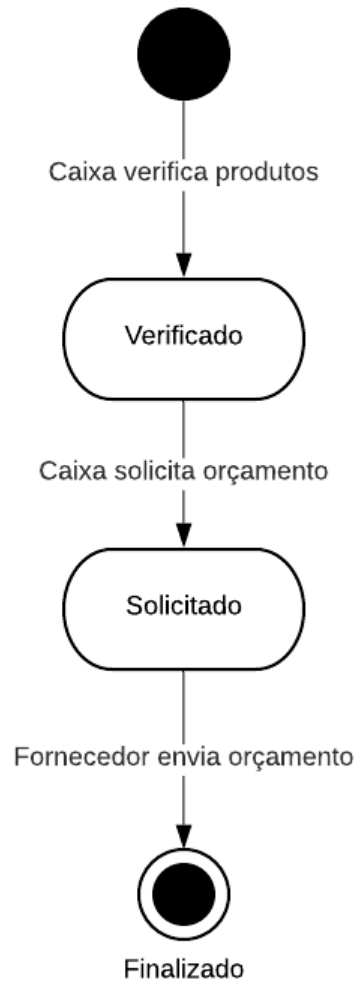 Caixa verifica produtos
Verificado
Caixa solicita orçamento
Solicitado
Fornecedor envia orçamento
Finalizado